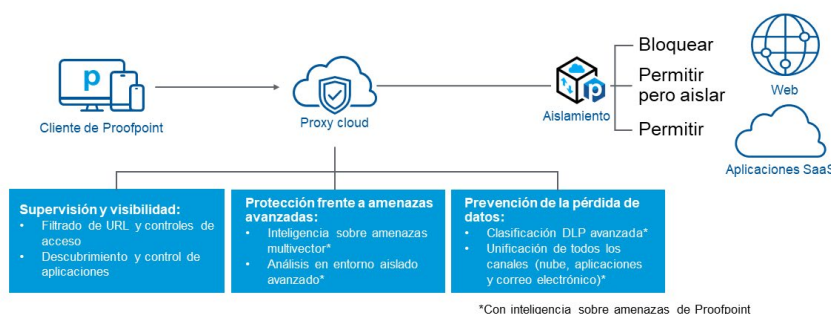 p
Cliente de Proofpoint
Proxy cloud
p
Aislamiento
Bloquear
Permitir
pero aislar
Permitir
Web
Aplicaciones SaaS
Supervisión y visibilidad:
• Filtrado de URL y controles de
acceso
• Descubrimiento y control de
aplicaciones
Protección frente a amenazas
avanzadas:
• Inteligencia sobre amenazas
multivector*
• Análisis en entorno aislado
avanzado*
Prevención de la pérdida de
datos:
• Clasificación DLP avanzada*
• Unificación de todos los
canales (nube, aplicaciones
y correo electrónico)*
*Con inteligencia sobre amenazas de Proofpoint